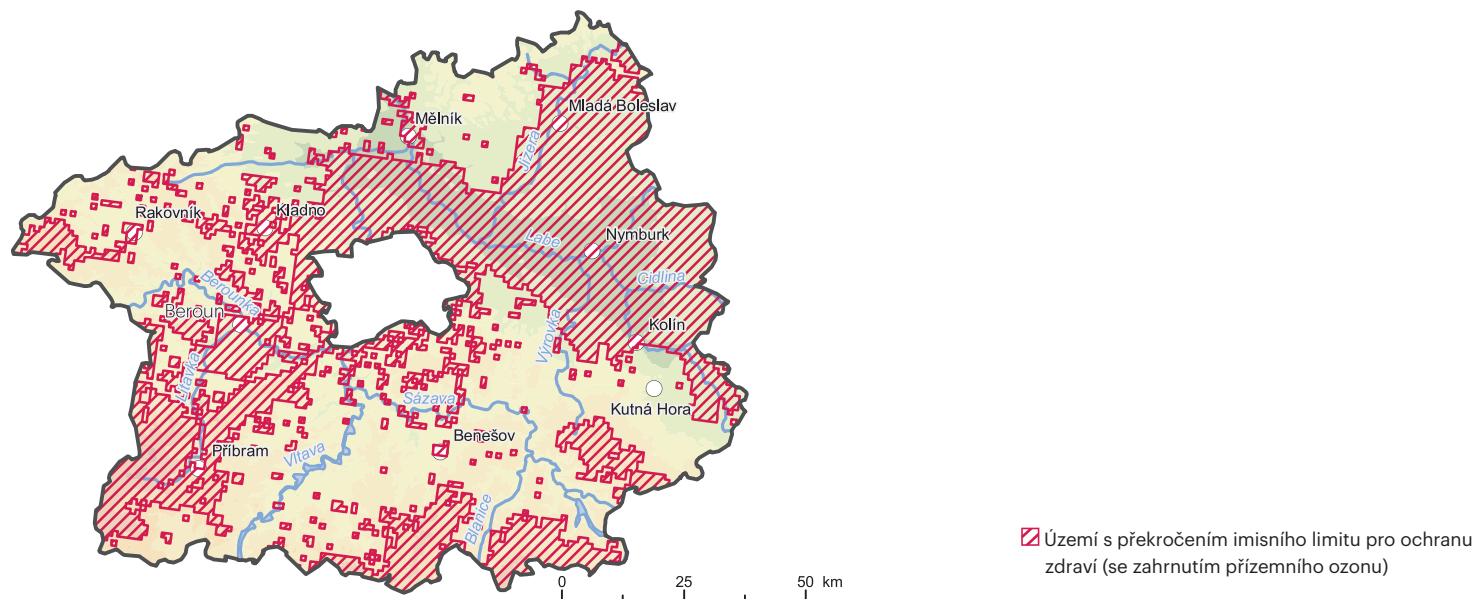 Mladá Boleslav
Mělník
Jizera
Rakovník
Kladno
Nymburk
Labe
Cidlina
Berounka
Beroun
Kolín
Výrovka
Litavka
Sázava
Kutná Hora
Benešov
Příbram
Vltava
Blanice
Území s překročením imisního limitu pro ochranu
zdraví (se zahrnutím přízemního ozonu)
0 25 50 km